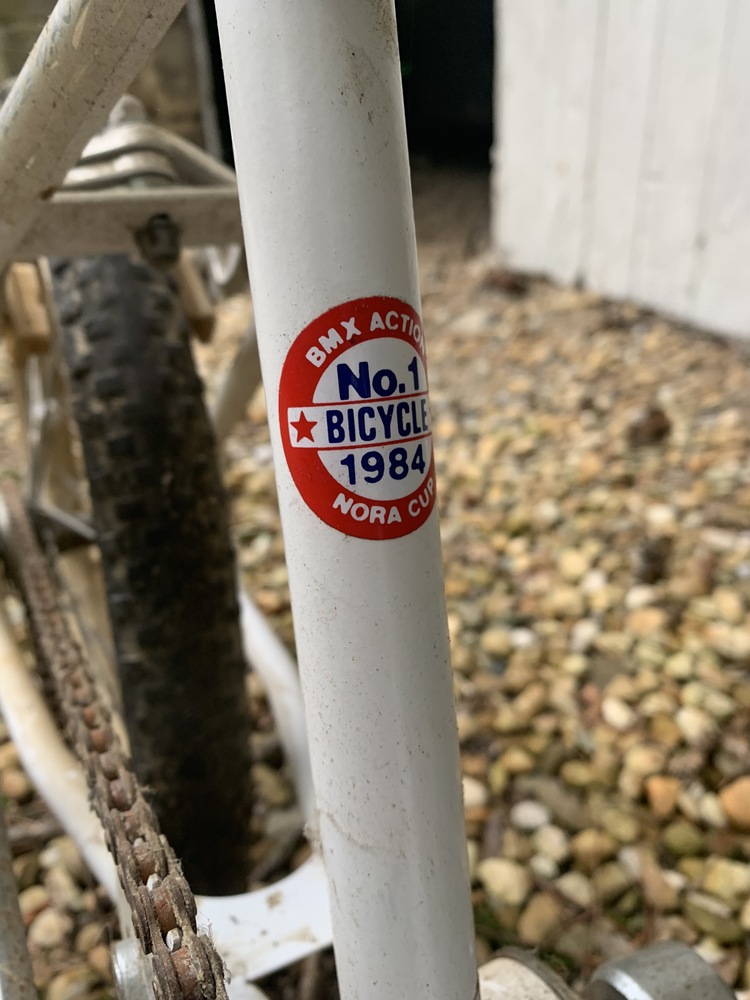 BMX ACTION
No.1
BICYCLE
1984
NORA CUP